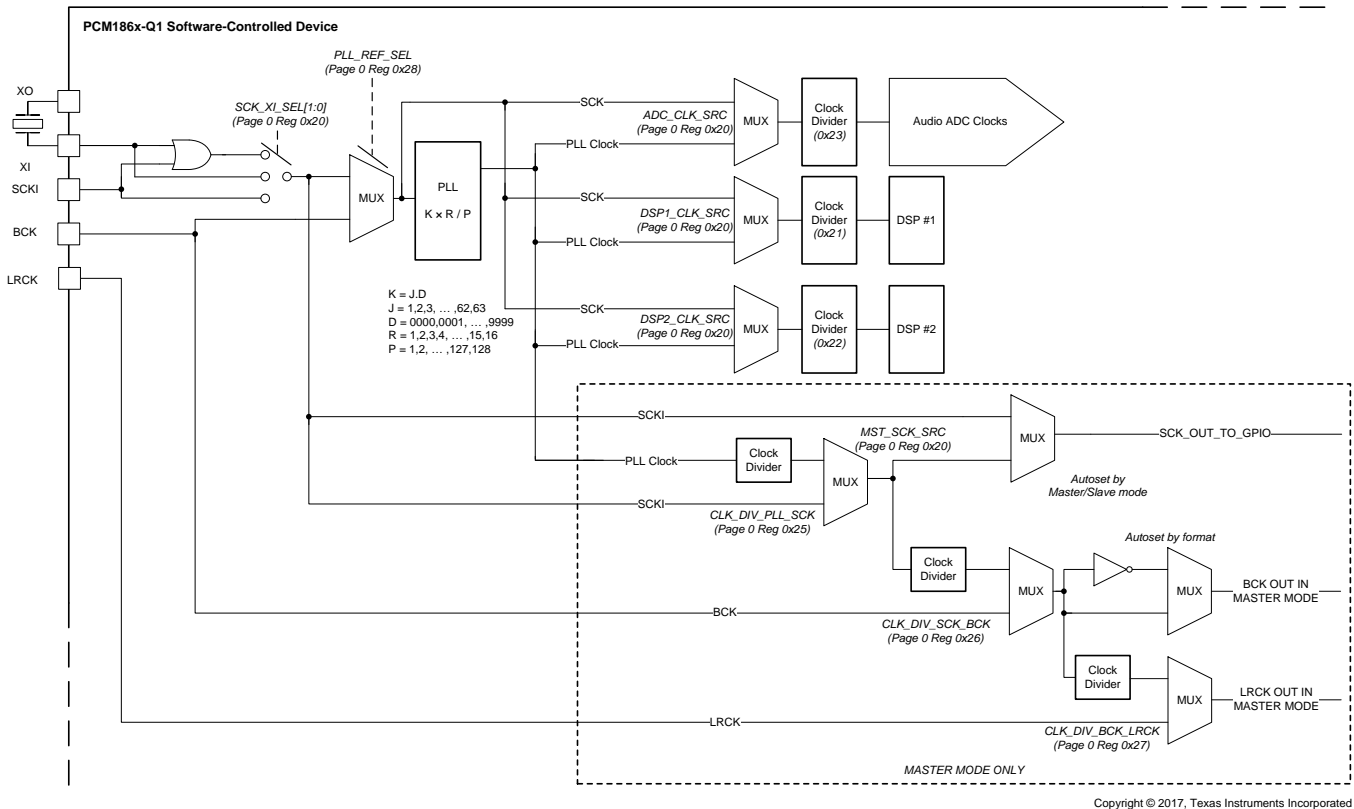 PCM186x-Q1 Software-Controlled Device
PLL_REF_SEL
(Page 0 Reg 0x28)
XO
SCK_XI_SEL[1:0]
(Page 0 Reg 0x20)
XI
SCKI
BCK
LRCK
MUX
PLL
K × R / P
K = J.D
J = 1,2,3, … ,62,63
D = 0000,0001, … ,9999
R = 1,2,3,4, … ,15,16
P = 1,2, … ,127,128
SCK
ADC_CLK_SRC
(Page 0 Reg 0x20)
PLL Clock
MUX
Clock
Divider
(0x23)
Audio ADC Clocks
SCK
DSP1_CLK_SRC
(Page 0 Reg 0x20)
PLL Clock
MUX
Clock
Divider
(0x21)
DSP #1
SCK
DSP2_CLK_SRC
(Page 0 Reg 0x20)
PLL Clock
MUX
Clock
Divider
(0x22)
DSP #2
SCKI
MST_SCK_SRC
(Page 0 Reg 0x20)
MUX
SCK_OUT_TO_GPIO
PLL Clock
Clock
Divider
MUX
Autoset by
Master/Slave mode
SCKI
CLK_DIV_PLL_SCK
(Page 0 Reg 0x25)
Autoset by format
Clock
Divider
MUX
MUX
BCK OUT IN
MASTER MODE
BCK
CLK_DIV_SCK_BCK
(Page 0 Reg 0x26)
Clock
Divider
MUX
LRCK OUT IN
MASTER MODE
LRCK
CLK_DIV_BCK_LRCK
(Page 0 Reg 0x27)
MASTER MODE ONLY
Copyright © 2017, Texas Instruments Incorporated